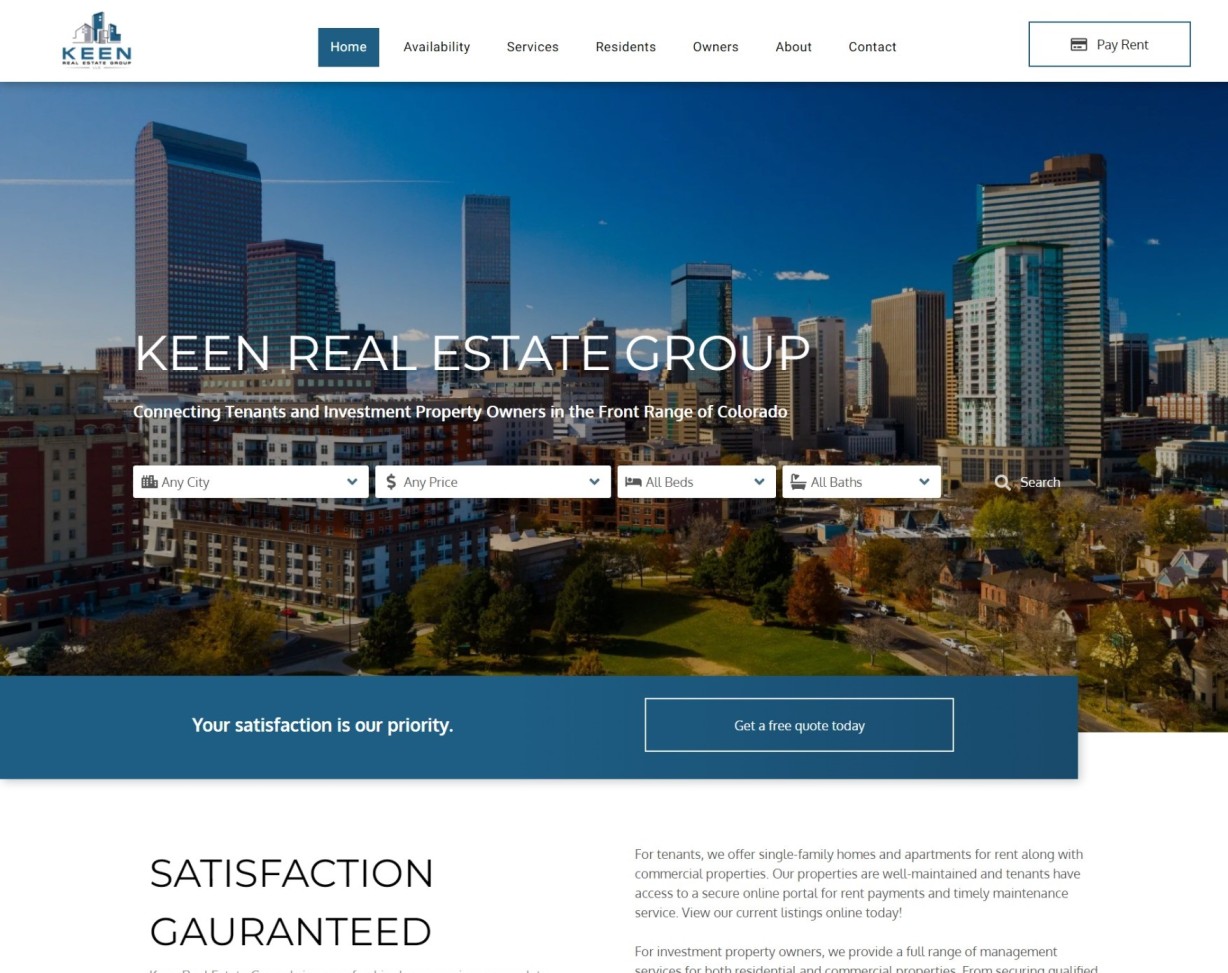 KEEN
REAL ESTATE GROUP
Home
Availability
Services
Residents
Owners
About
Contact
Pay Rent
KEEN REAL ESTATE GROUP
Connecting Tenants and Investment Property Owners in the Front Range of Colorado
Any City
Any Price
All Beds
All Baths
Search
Your satisfaction is our priority.
Get a free quote today
SATISFACTION
GAURANTEED
For tenants, we offer single-family homes and apartments for rent along with
commercial properties. Our properties are well-maintained and tenants have
access to a secure online portal for rent payments and timely maintenance
service. View our current listings online today!
For investment property owners, we provide a full range of management
services for both residential and commercial properties. From securing qualified